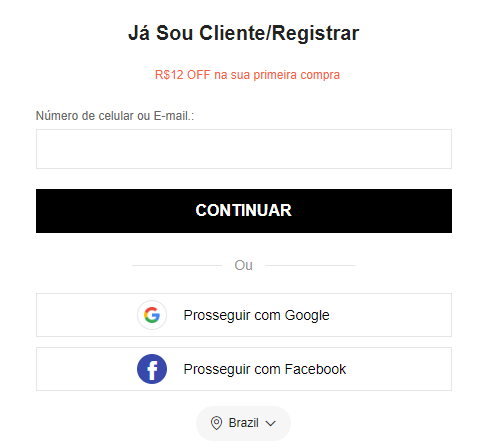 Já Sou Cliente/Registrar
R$12 OFF na sua primeira compra
Número de celular ou E-mail.:
CONTINUAR
Ou
Prosseguir com Google
Prosseguir com Facebook
Brazil